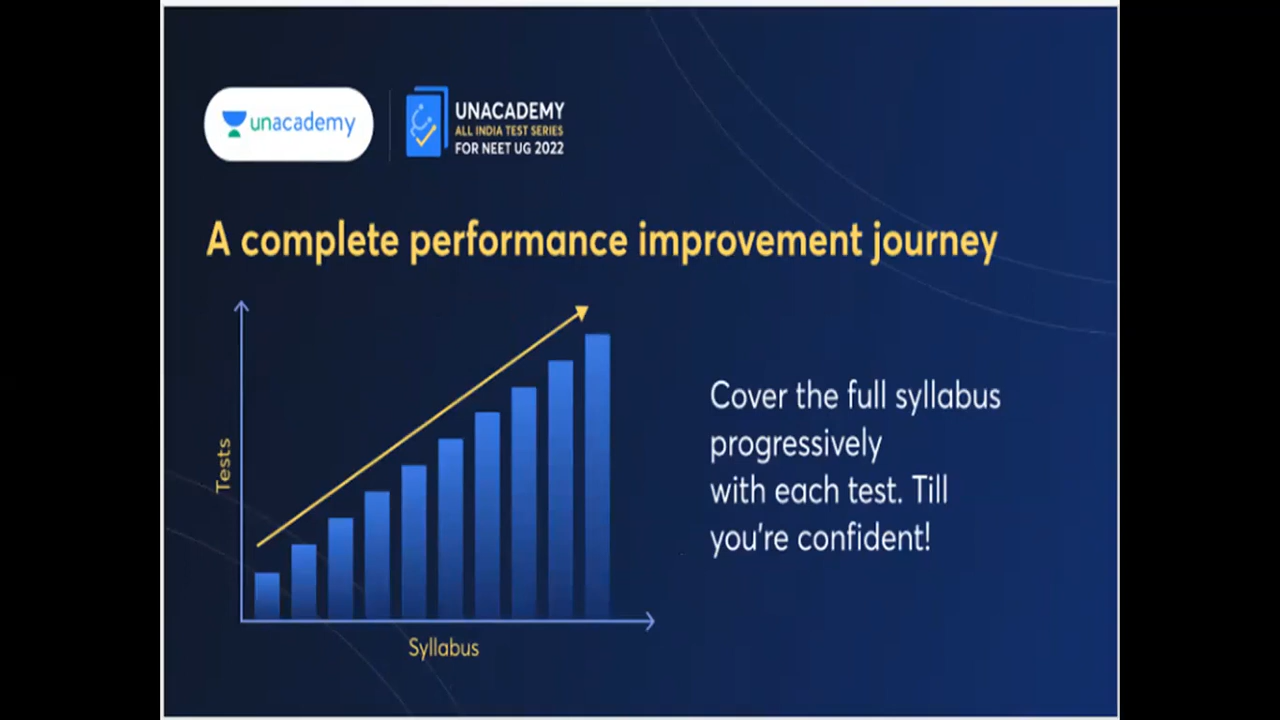 unacademy
UNACADEMY
ALL INDIA TEST SERIES
FOR NEET UG 2022
A complete performance improvement journey
Tests
Cover the full syllabus
progressively
with each test. Till
you're confident!
Syllabus